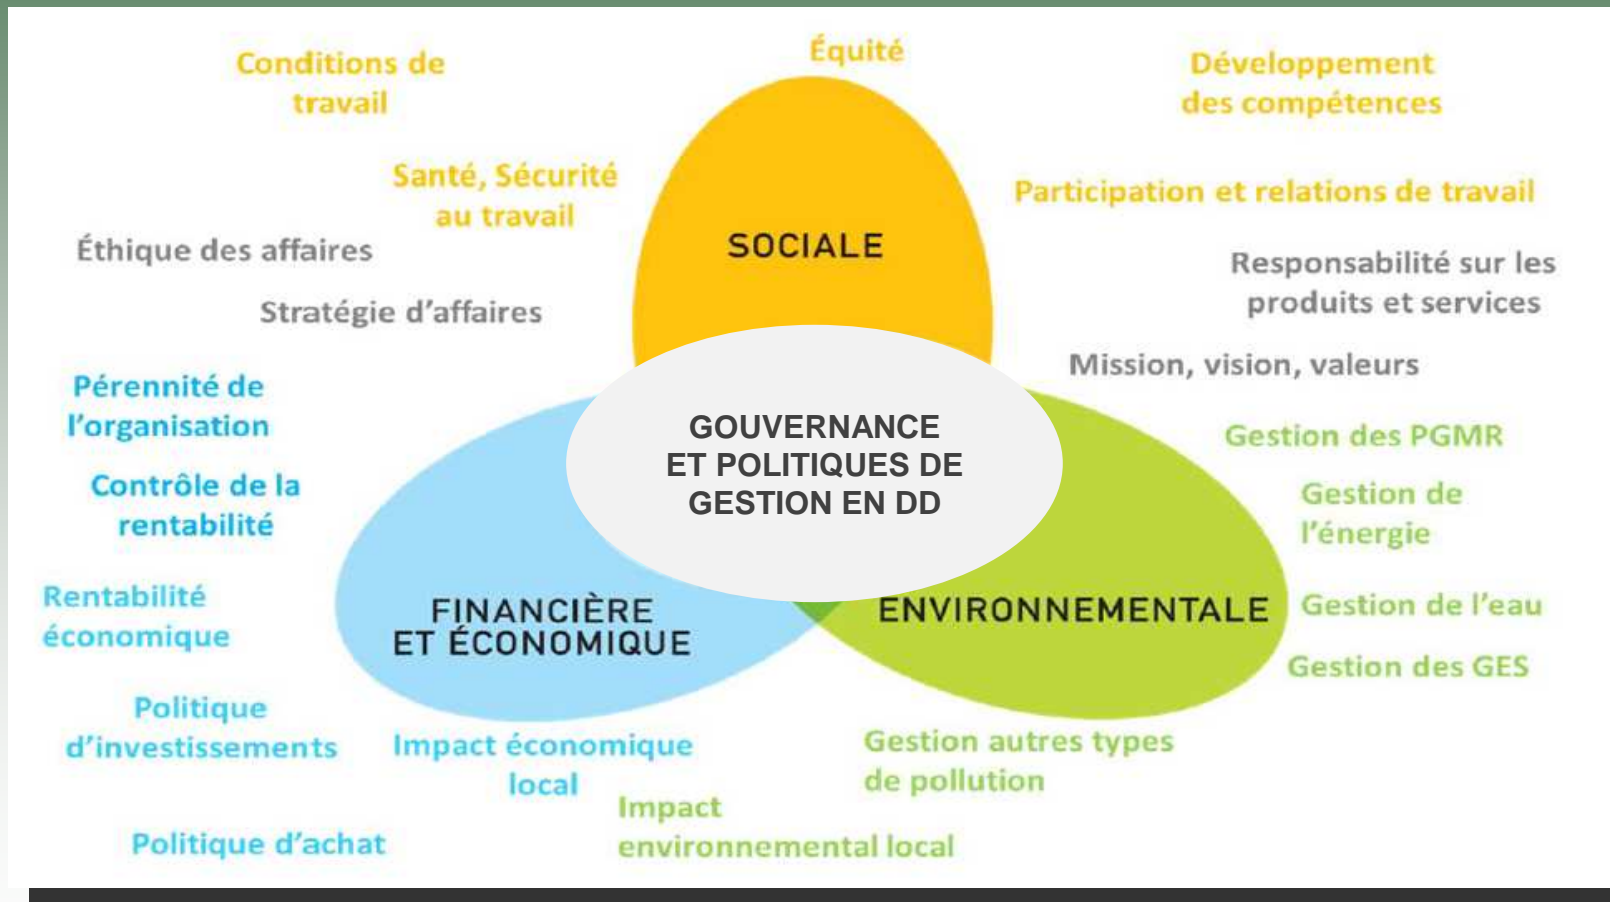 Équité
Conditions de
travail
Développement
des compétences
Santé, Sécurité
au travail
Participation et relations de travail
SOCIALE
Éthique des affaires
Stratégie d'affaires
Responsabilité sur les
produits et services
Mission, vision, valeurs
Pérennité de
l'organisation
GOUVERNANCE
ET POLITIQUES DE
GESTION EN DD
Gestion des PGMR
Contrôle de la
rentabilité
Gestion de
l'énergie
Rentabilité
économique
FINANCIÈRE
ET ÉCONOMIQUE
ENVIRONNEMENTALE
Gestion de l'eau
Gestion des GES
Politique
d'investissements
Impact économique
local
Gestion autres types
de pollution
Impact
environnemental local
Politique d'achat